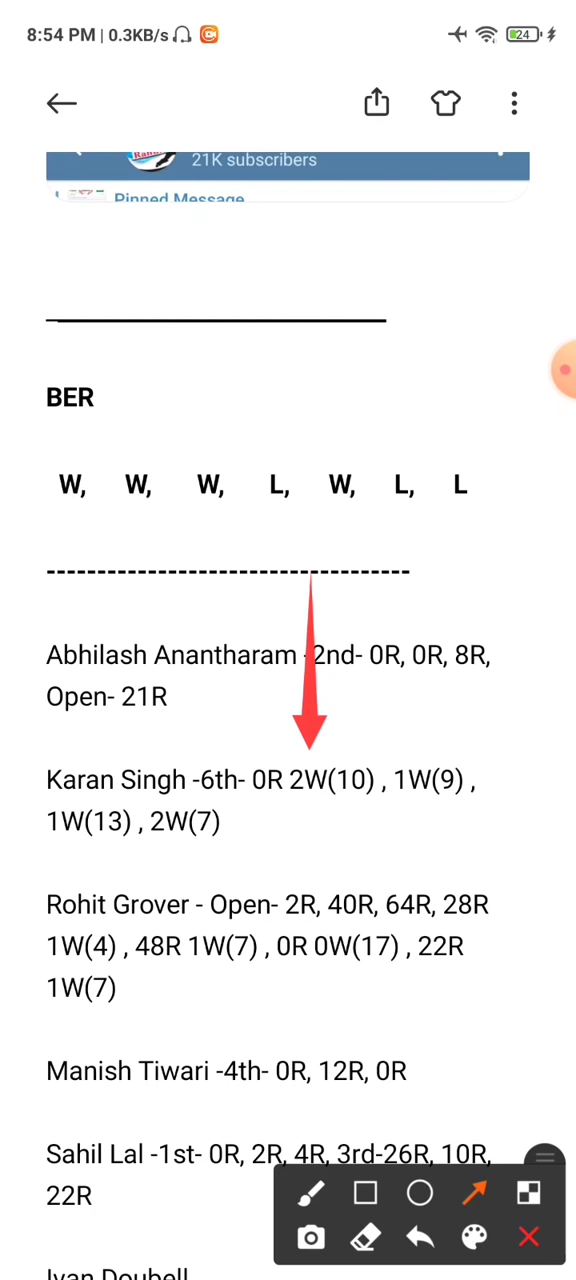 8:54 PM | 0.3KB/s
24
21K subscribers
Pinned Message
BER
W, W, W, L, W, L, L
-----------------------------------
Abhilash Anantharam -2nd- 0R, 0R, 8R,
Open- 21R
Karan Singh -6th- 0R 2W(10) , 1W(9) ,
1W(13) , 2W(7)
Rohit Grover - Open- 2R, 40R, 64R, 28R
1W(4) , 48R 1W(7) , 0R 0W(17) , 22R
1W(7)
Manish Tiwari -4th- 0R, 12R, 0R
Sahil Lal -1st- 0R, 2R, 4R, 3rd-26R, 10R,
22R
Ivan Doubell